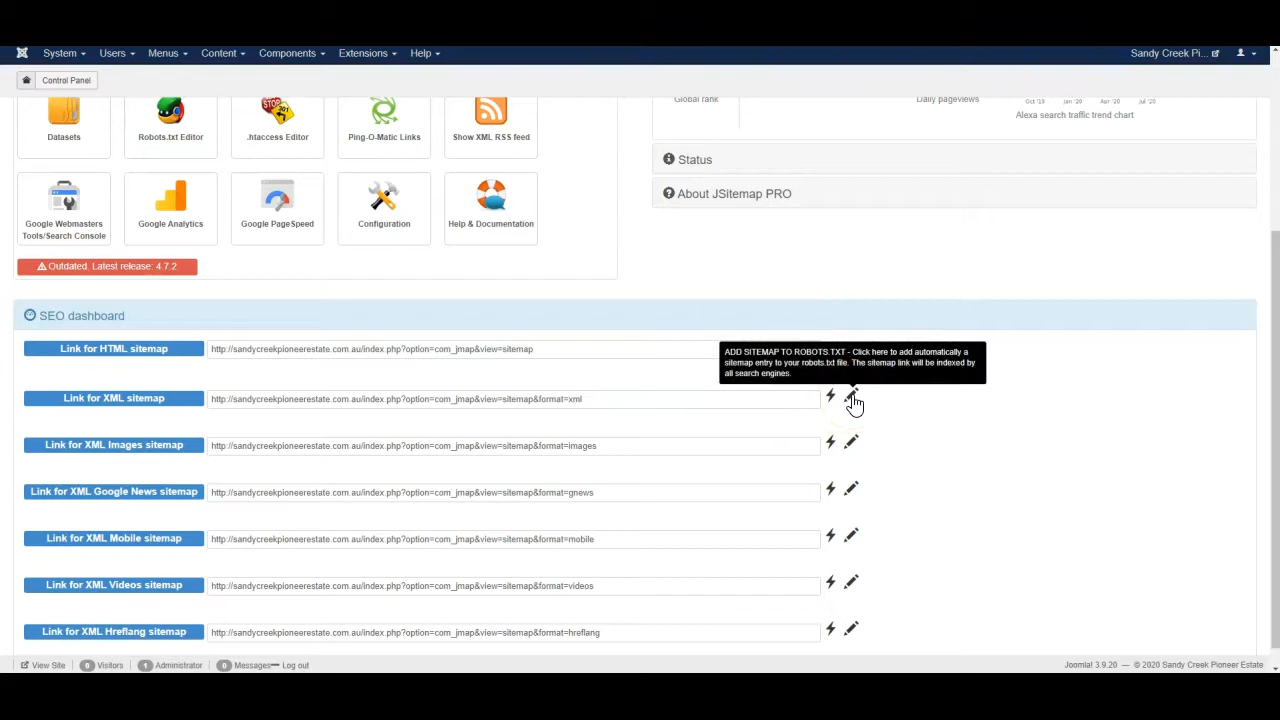 System Users Menus Content Components Extensions Help Sandy Creek Pi...
Control Panel
Global rank Daily pageviews Oct '19 Jan '20 Apr '20 Jul '20
Alexa search traffic trend chart
Datasets Robots.txt Editor .htaccess Editor Ping-O-Matic Links Show XML RSS feed
STOP 301
Status
About JSitemap PRO
Google Webmasters Tools/Search Console
Google Analytics
Google PageSpeed
Configuration
Help & Documentation
Outdated. Latest release: 4.7.2
SEO dashboard
Link for HTML sitemap http://sandycreekpioneerestate.com.au/index.php?option=com_jmap&view=sitemap
ADD SITEMAP TO ROBOTS.TXT - Click here to add automatically a
sitemap entry to your robots.txt file. The sitemap link will be indexed by
all search engines.
Link for XML sitemap http://sandycreekpioneerestate.com.au/index.php?option=com_jmap&view=sitemap&format=xml
Link for XML Images sitemap http://sandycreekpioneerestate.com.au/index.php?option=com_jmap&view=sitemap&format=images
Link for XML Google News sitemap http://sandycreekpioneerestate.com.au/index.php?option=com_jmap&view=sitemap&format=gnews
Link for XML Mobile sitemap http://sandycreekpioneerestate.com.au/index.php?option=com_jmap&view=sitemap&format=mobile
Link for XML Videos sitemap http://sandycreekpioneerestate.com.au/index.php?option=com_jmap&view=sitemap&format=videos
Link for XML Hreflang sitemap http://sandycreekpioneerestate.com.au/index.php?option=com_jmap&view=sitemap&format=hreflang
View Site 0 Visitors 1 Administrator 0 Messages Log out Joomla! 3.9.20 — © 2020 Sandy Creek Pioneer Estate